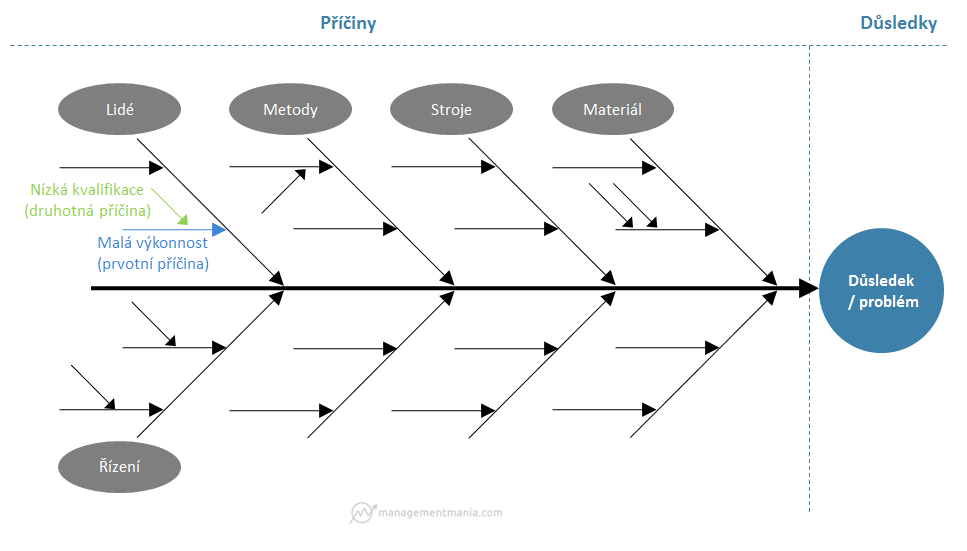 Příčiny
Důsledky
Lidé
Metody
Stroje
Materiál
Nízká kvalifikace
(druhotná příčina)
Malá výkonnost
(prvotní příčina)
Důsledek
/ problém
Řízení
managementmania.com